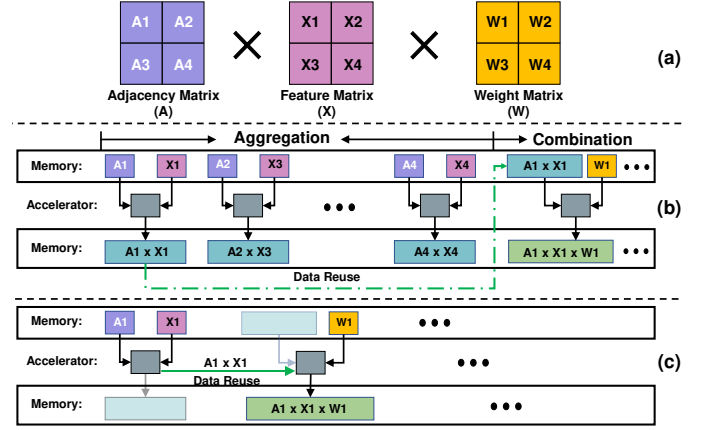 A1 A2
A3 A4
X1 X2
X3 X4
W1 W2
W3 W4
Adjacency Matrix
(A)
Feature Matrix
(X)
Weight Matrix
(W)
(a)
Aggregation
Combination
Memory: A1 X1 A2 X3 A4 X4 A1 x X1 W1
Accelerator:
(b)
Memory: A1 x X1 A2 x X3 A4 x X4 A1 x X1 x W1
Data Reuse
Memory: A1 X1 W1
Accelerator: A1 x X1
Data Reuse
(c)
Memory: A1 x X1 x W1